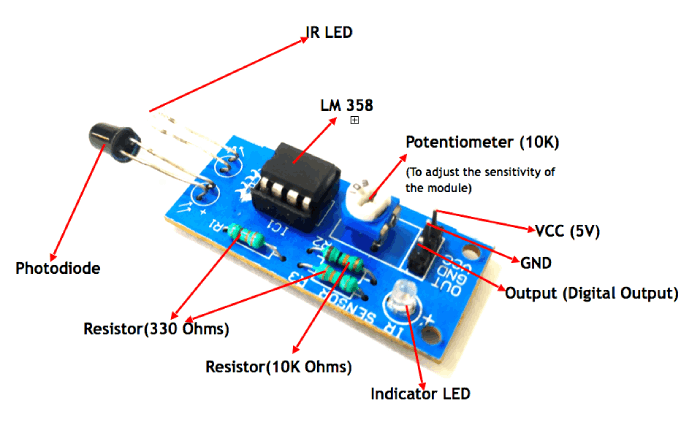 IR LED
LM 358
Potentiometer (10K)
(To adjust the sensitivity of
the module)
VCC (5V)
GND
Output (Digital Output)
Photodiode
Resistor(330 Ohms)
Resistor(10K Ohms)
Indicator LED
IC1
R1
R2
R3
IR SENSOR
OUT
GND
VCC
+
+